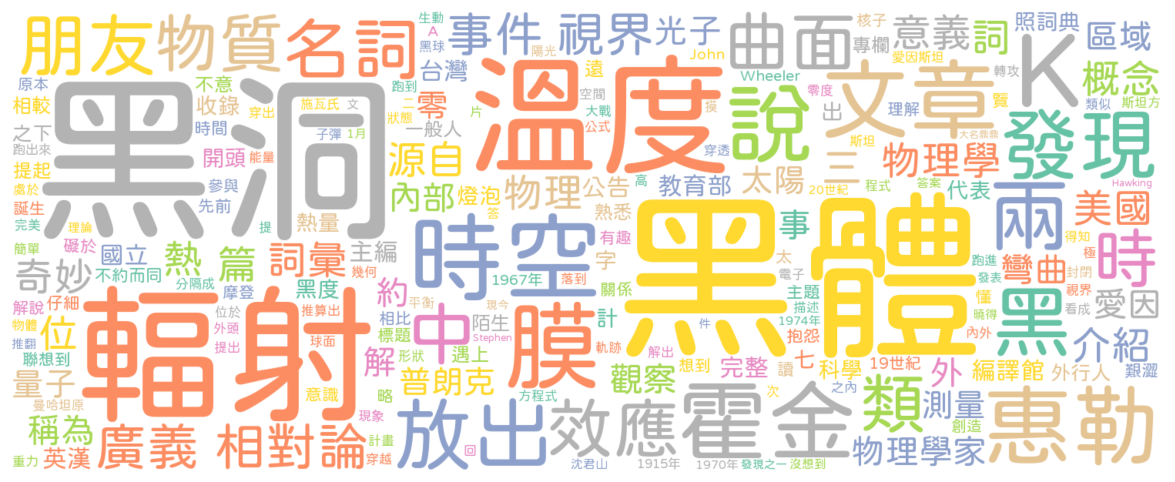 朋友
物質
名詞
生動
A
黑球
陽光
事件
視界
光子
John
Wheeler
曲面
核子
專欄
愛因斯坦
意義
詞
照詞典
區域
轉攻
K
概念
類似
斯坦方
原本
相較
之下
跑出來
提起
處於
誕生
完美
理論
黑洞
不意
收錄
時間
開頭
能量
參與
先前
施瓦氏
穿出
文
子彈
1月
二
狀態
跑到
台灣
零
一般人
源自
提
熱量
溫度
片
遠
空間
大戰
公式
零度
摸
穿透
說
文章
出
理解
覽
斯坦
大名鼎鼎
發現
三
物理學
20世紀
程式
答案
代表
Hawking
內部
燈泡
答
物理
公告
高
教育部
太陽
熟悉
簡單
礙於
國立
不約而同
分隔成
奇妙
熱
篇
摩登
詞彙
主編
幾何
黑度
時空
1967年
落到
有趣
字
關係
計
黑體
事
太
電子
主題
描述
1974年
抱怨
兩
跑進
發表
彎曲
封閉
視界
看成
得知
極
美國
時
愛因
懂
曉得
內外
黑
介紹
艱澀
解說
仔細
物體
推翻
位
位於
外頭
提出
聯想到
量子
曼哈坦原
稱為
重力
英漢
輻射
推算出
球面
約
相比
標題
平衡
中
現今
Stephen
陌生
解
形狀
遇上
意識
略
普朗克
方程式
膜
軌跡
件
解出
想到
觀察
完整
讀
七
科學
次
之內
19世紀
外
編譯館
外行人
廣義
相對論
現象
計畫
穿越
放出
回
效應
沈君山
1915年
霍金
1970年
發現之一
沒想到
類
測量
創造
物理學家
惠勒